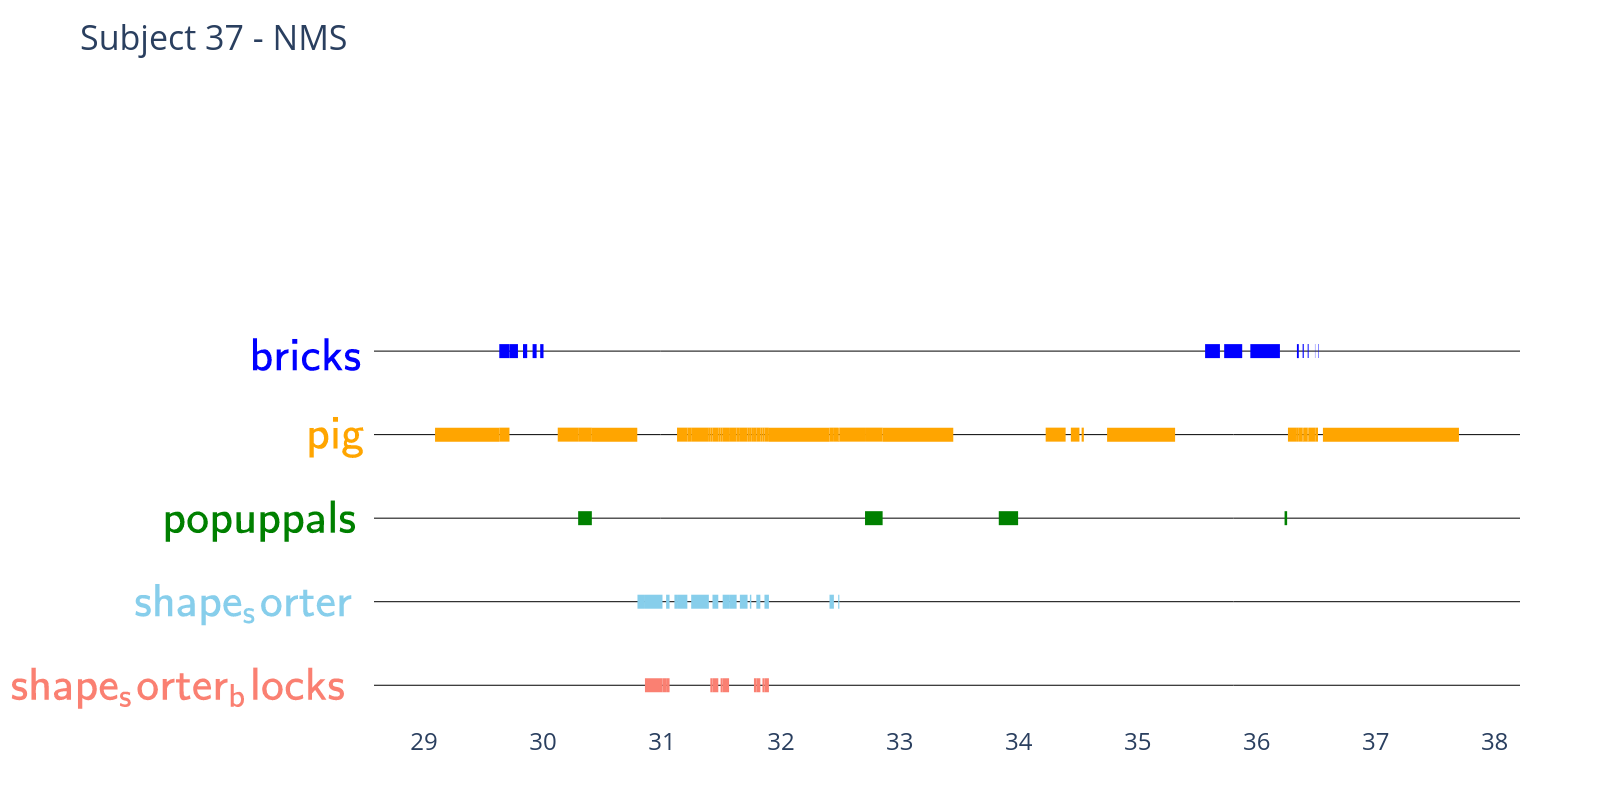 Subject 37 - NMS
bricks
pig
popuppals
shapesorter
shapesorterblocks
29 30 31 32 33 34 35 36 37 38